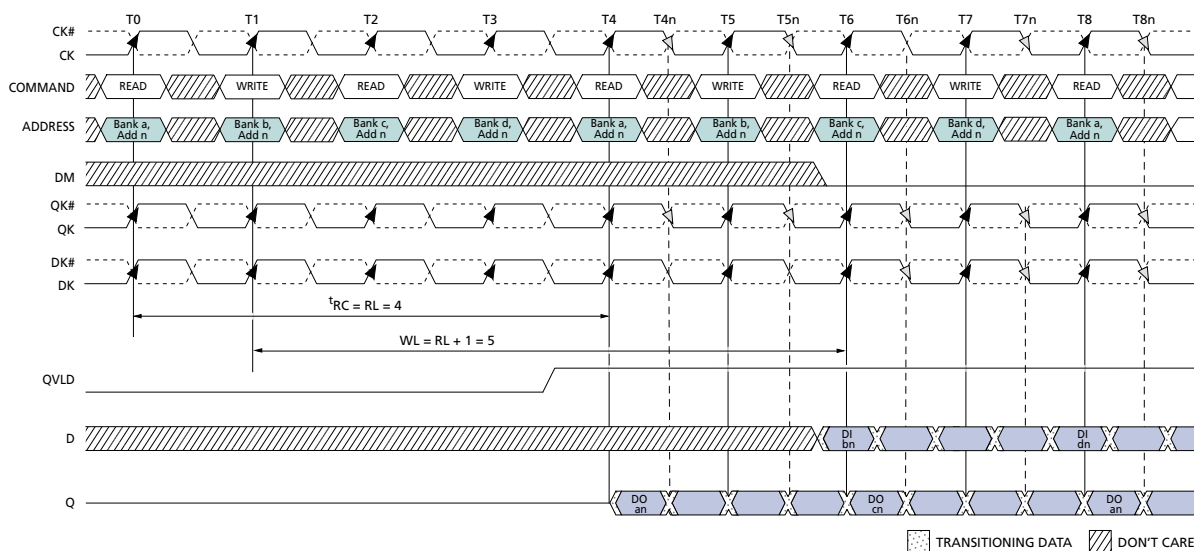 T0 T1 T2 T3 T4 T4n T5 T5n T6 T6n T7 T7n T8 T8n
CK#
CK
COMMAND READ WRITE READ WRITE READ WRITE READ WRITE READ
ADDRESS Bank a, Add n Bank b, Add n Bank c, Add n Bank d, Add n Bank a, Add n Bank b, Add n Bank c, Add n Bank d, Add n Bank a, Add n
DM
QK#
QK
DK#
DK
tRC = RL = 4
WL = RL + 1 = 5
QVLD
D DI bn DI dn
Q DO an DO cn DO an
TRANSITIONING DATA DON'T CARE